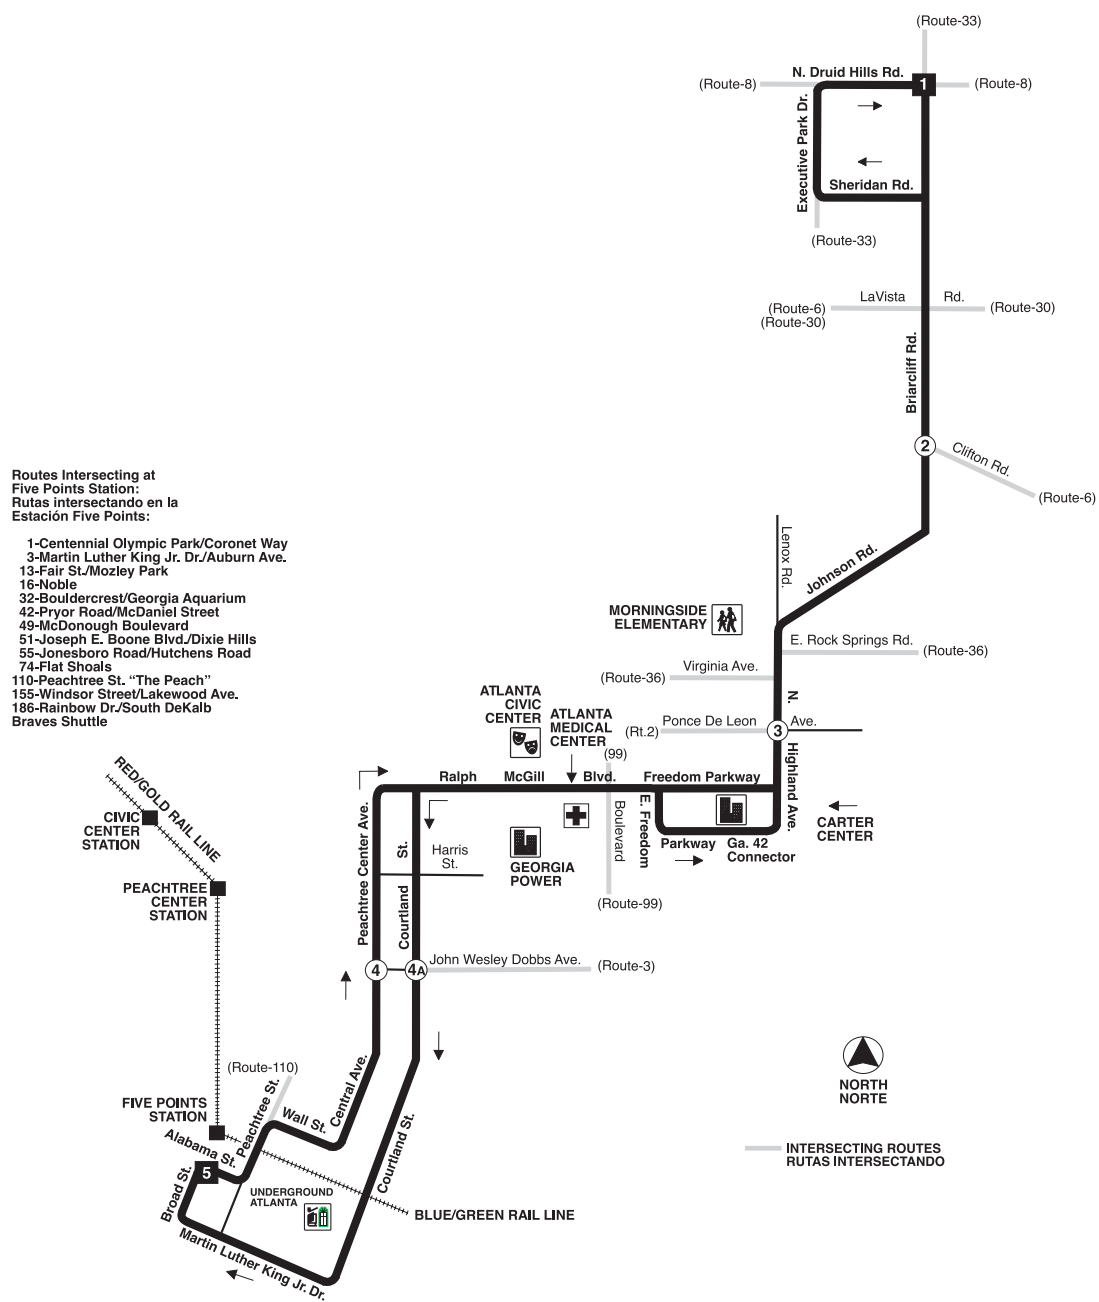 (Route-33)
N. Druid Hills Rd.
(Route-8)
1
(Route-8)
Executive Park Dr.
Sheridan Rd.
(Route-33)
LaVista
Rd.
(Route-6)
(Route-30)
(Route-30)
Briarcliff Rd.
2
Clifton Rd.
(Route-6)
Routes Intersecting at
Five Points Station:
Rutas intersectando en la
Estación Five Points:
1-Centennial Olympic Park/Coronet Way
3-Martin Luther King Jr. Dr./Auburn Ave.
13-Fair St./Mozley Park
16-Noble
32-Bouldercrest/Georgia Aquarium
42-Pryor Road/McDaniel Street
49-McDonough Boulevard
51-Joseph E. Boone Blvd./Dixie Hills
55-Jonesboro Road/Hutchens Road
74-Flat Shoals
110-Peachtree St. “The Peach”
155-Windsor Street/Lakewood Ave.
186-Rainbow Dr./South DeKalb
Braves Shuttle
Lenox Rd.
Johnson Rd.
MORNINGSIDE
ELEMENTARY
E. Rock Springs Rd.
(Route-36)
Virginia Ave.
(Route-36)
N.
Highland Ave.
ATLANTA
CIVIC
CENTER
ATLANTA
MEDICAL
CENTER
(Rt.2)
Ponce De Leon
3
Ave.
(99)
RED/GOLD RAIL LINE
Ralph
McGill
Blvd.
Freedom Parkway
E. Freedom
Parkway
Ga. 42
Connector
CARTER
CENTER
Boulevard
(Route-99)
GEORGIA
POWER
Harris
St.
Peachtree Center Ave.
Courtland
St.
CIVIC
CENTER
STATION
PEACHTREE
CENTER
STATION
4
4A
John Wesley Dobbs Ave.
(Route-3)
(Route-110)
Peachtree St.
Wall St.
Central Ave.
Courtland St.
FIVE POINTS
STATION
Alabama St.
5
Broad St.
UNDERGROUND
ATLANTA
BLUE/GREEN RAIL LINE
Martin Luther King Jr. Dr.
NORTH
NORTE
INTERSECTING ROUTES
RUTAS INTERSECTANDO